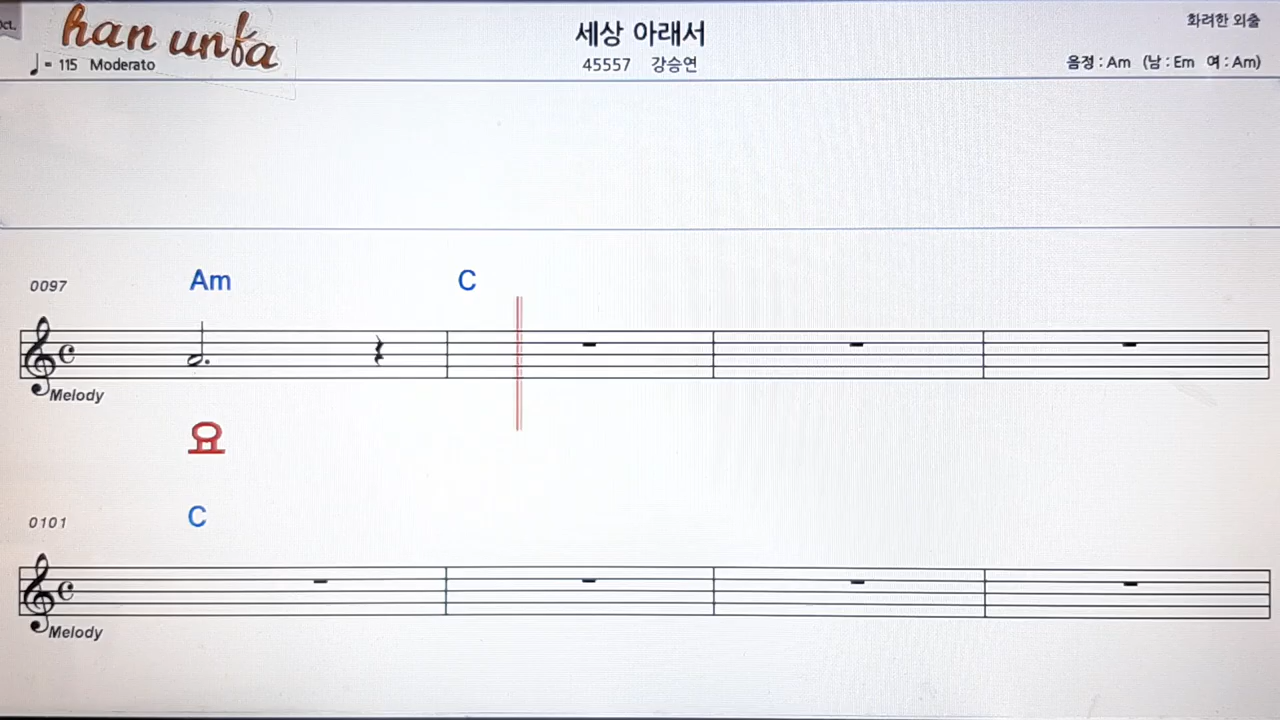 Oct.
han unfa
세상 아래서
화려한 외출
♩= 115 Moderato
45557 강승연
음정 : Am (남 : Em 여 : Am)
0097 Am C
Melody
요
0101 C
Melody